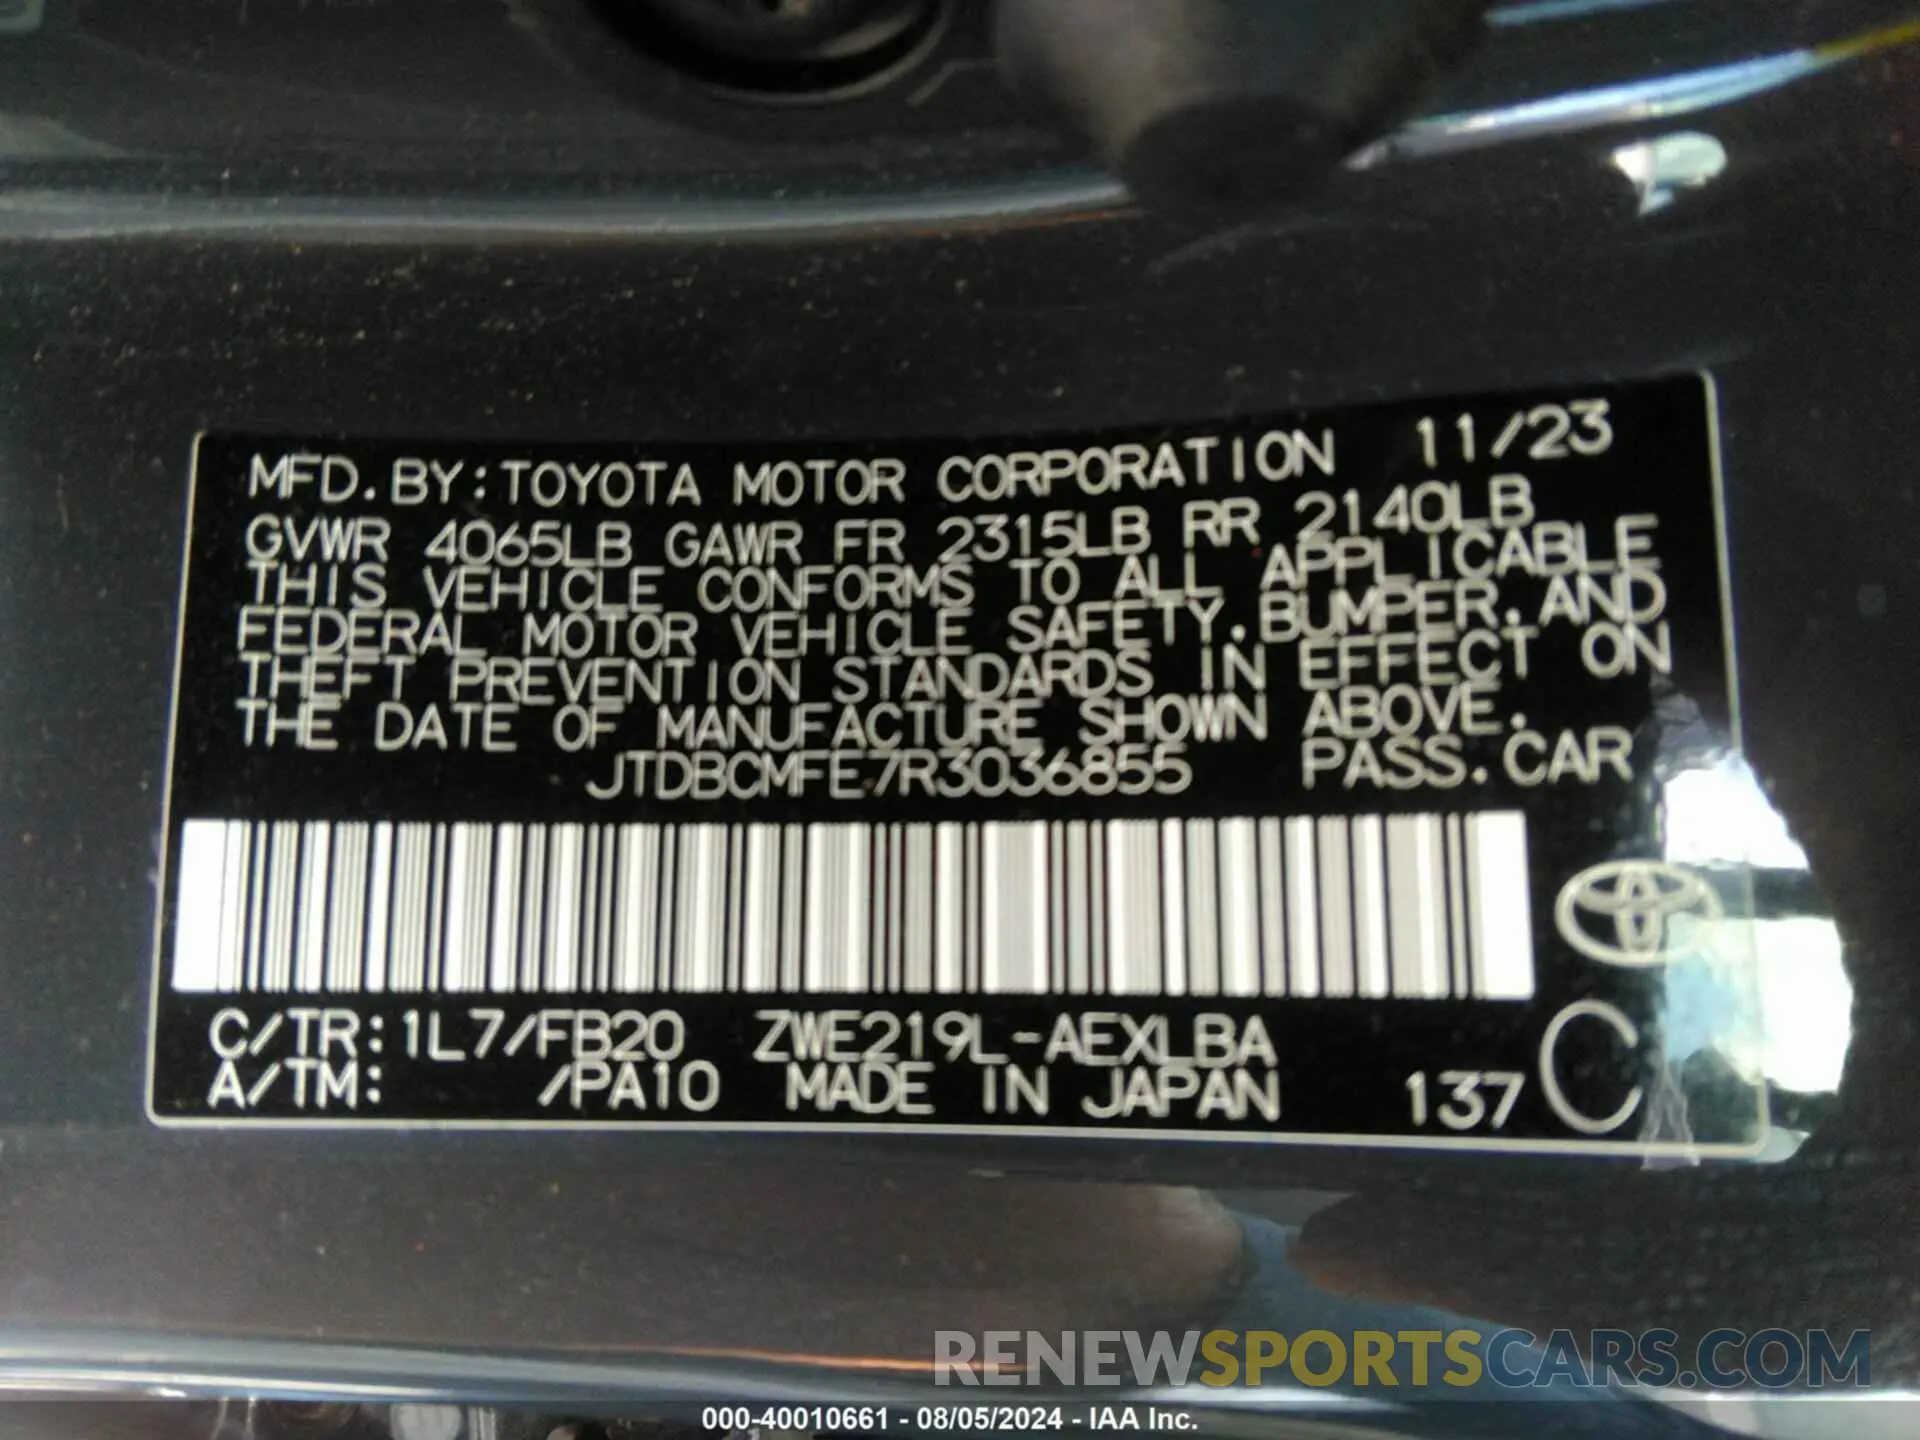 MFD.BY:TOYOTA MOTOR CORPORATION 11/23
GVWR 4065LB GAWR FR 2315LB RR 2140LB
THIS VEHICLE CONFORMS TO ALL APPLICABLE
FEDERAL MOTOR VEHICLE SAFETY.BUMPER.AND
THEFT PREVENTION STANDARDS IN EFFECT ON
THE DATE OF MANUFACTURE SHOWN ABOVE.
JTDBCMFE7R3036855 PASS.CAR
C/TR:1L7/FB20 ZWE219L-AEXLBA
A/TM: /PA10 MADE IN JAPAN 137 C
RENEWSPORTSCARS.COM
000-40010661 - 08/05/2024 - IAA Inc.